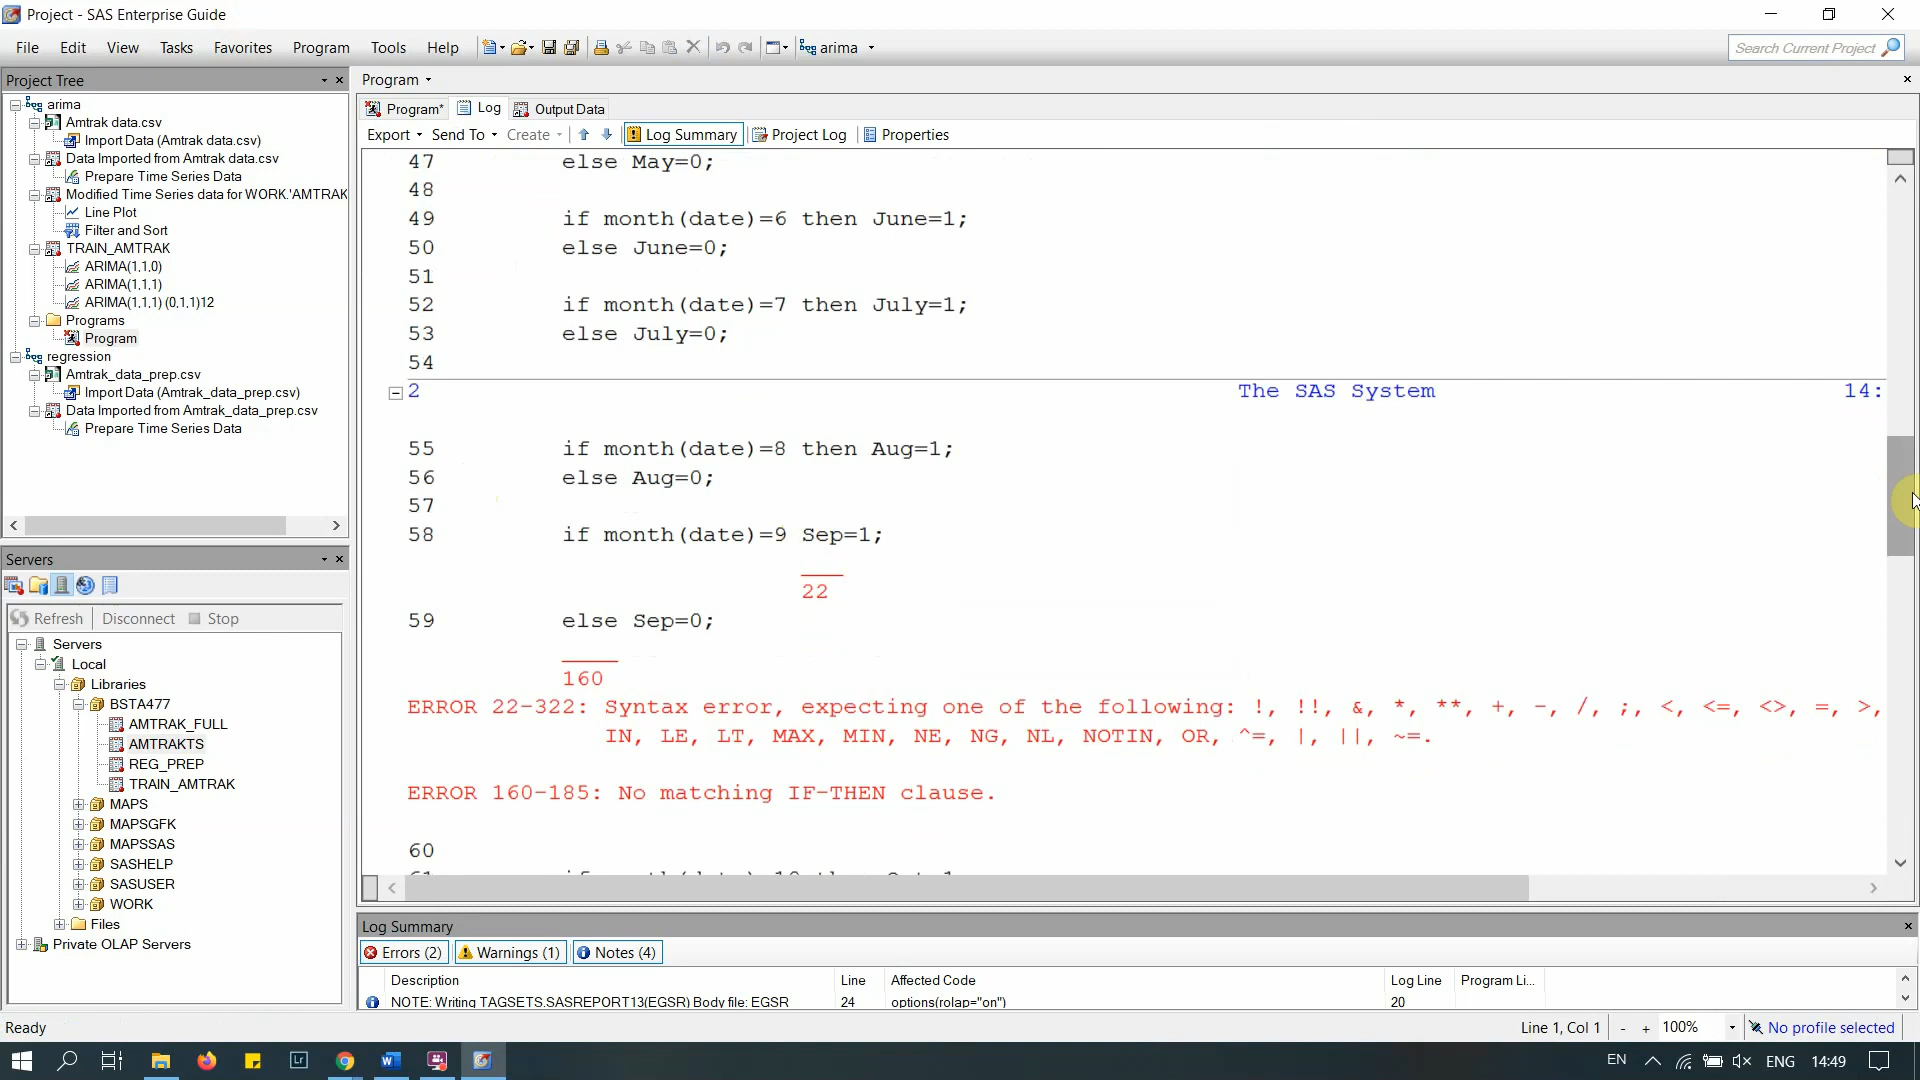 Project - SAS Enterprise Guide
File Edit View Tasks Favorites Program Tools Help arima Search Current Project
Project Tree
arima
Amtrak data.csv
Import Data (Amtrak data.csv)
Data Imported from Amtrak data.csv
Prepare Time Series Data
Modified Time Series data for WORK.'AMTRAK
Line Plot
Filter and Sort
TRAIN_AMTRAK
ARIMA(1,1,0)
ARIMA(1,1,1)
ARIMA(1,1,1) (0,1,1)12
Programs
Program
regression
Amtrak_data_prep.csv
Import Data (Amtrak_data_prep.csv)
Data Imported from Amtrak_data_prep.csv
Prepare Time Series Data
Servers
Refresh Disconnect Stop
Servers
Local
Libraries
BSTA477
AMTRAK_FULL
AMTRAKTS
REG_PREP
TRAIN_AMTRAK
MAPS
MAPSGFK
MAPSSAS
SASHELP
SASUSER
WORK
Files
Private OLAP Servers
Program
Program* Log Output Data
Export Send To Create Log Summary Project Log Properties
47 else May=0;
48
49 if month(date)=6 then June=1;
50 else June=0;
51
52 if month(date)=7 then July=1;
53 else July=0;
54
2 The SAS System 14:
55 if month(date)=8 then Aug=1;
56 else Aug=0;
57
58 if month(date)=9 Sep=1;
22
59 else Sep=0;
160
ERROR 22-322: Syntax error, expecting one of the following: !, !!, &, *, **, +, -, /, ;, <, <=, <>, =, >,
IN, LE, LT, MAX, MIN, NE, NG, NL, NOTIN, OR, ^=, |, ||, ~=.
ERROR 160-185: No matching IF-THEN clause.
60
Log Summary
Errors (2) Warnings (1) Notes (4)
Description Line Affected Code Log Line Program Li...
NOTE: Writing TAGSETS.SASREPORT13(EGSR) Body file: EGSR 24 options(rolap="on") 20
Ready Line 1, Col 1 - + 100% No profile selected
EN ENG 14:49